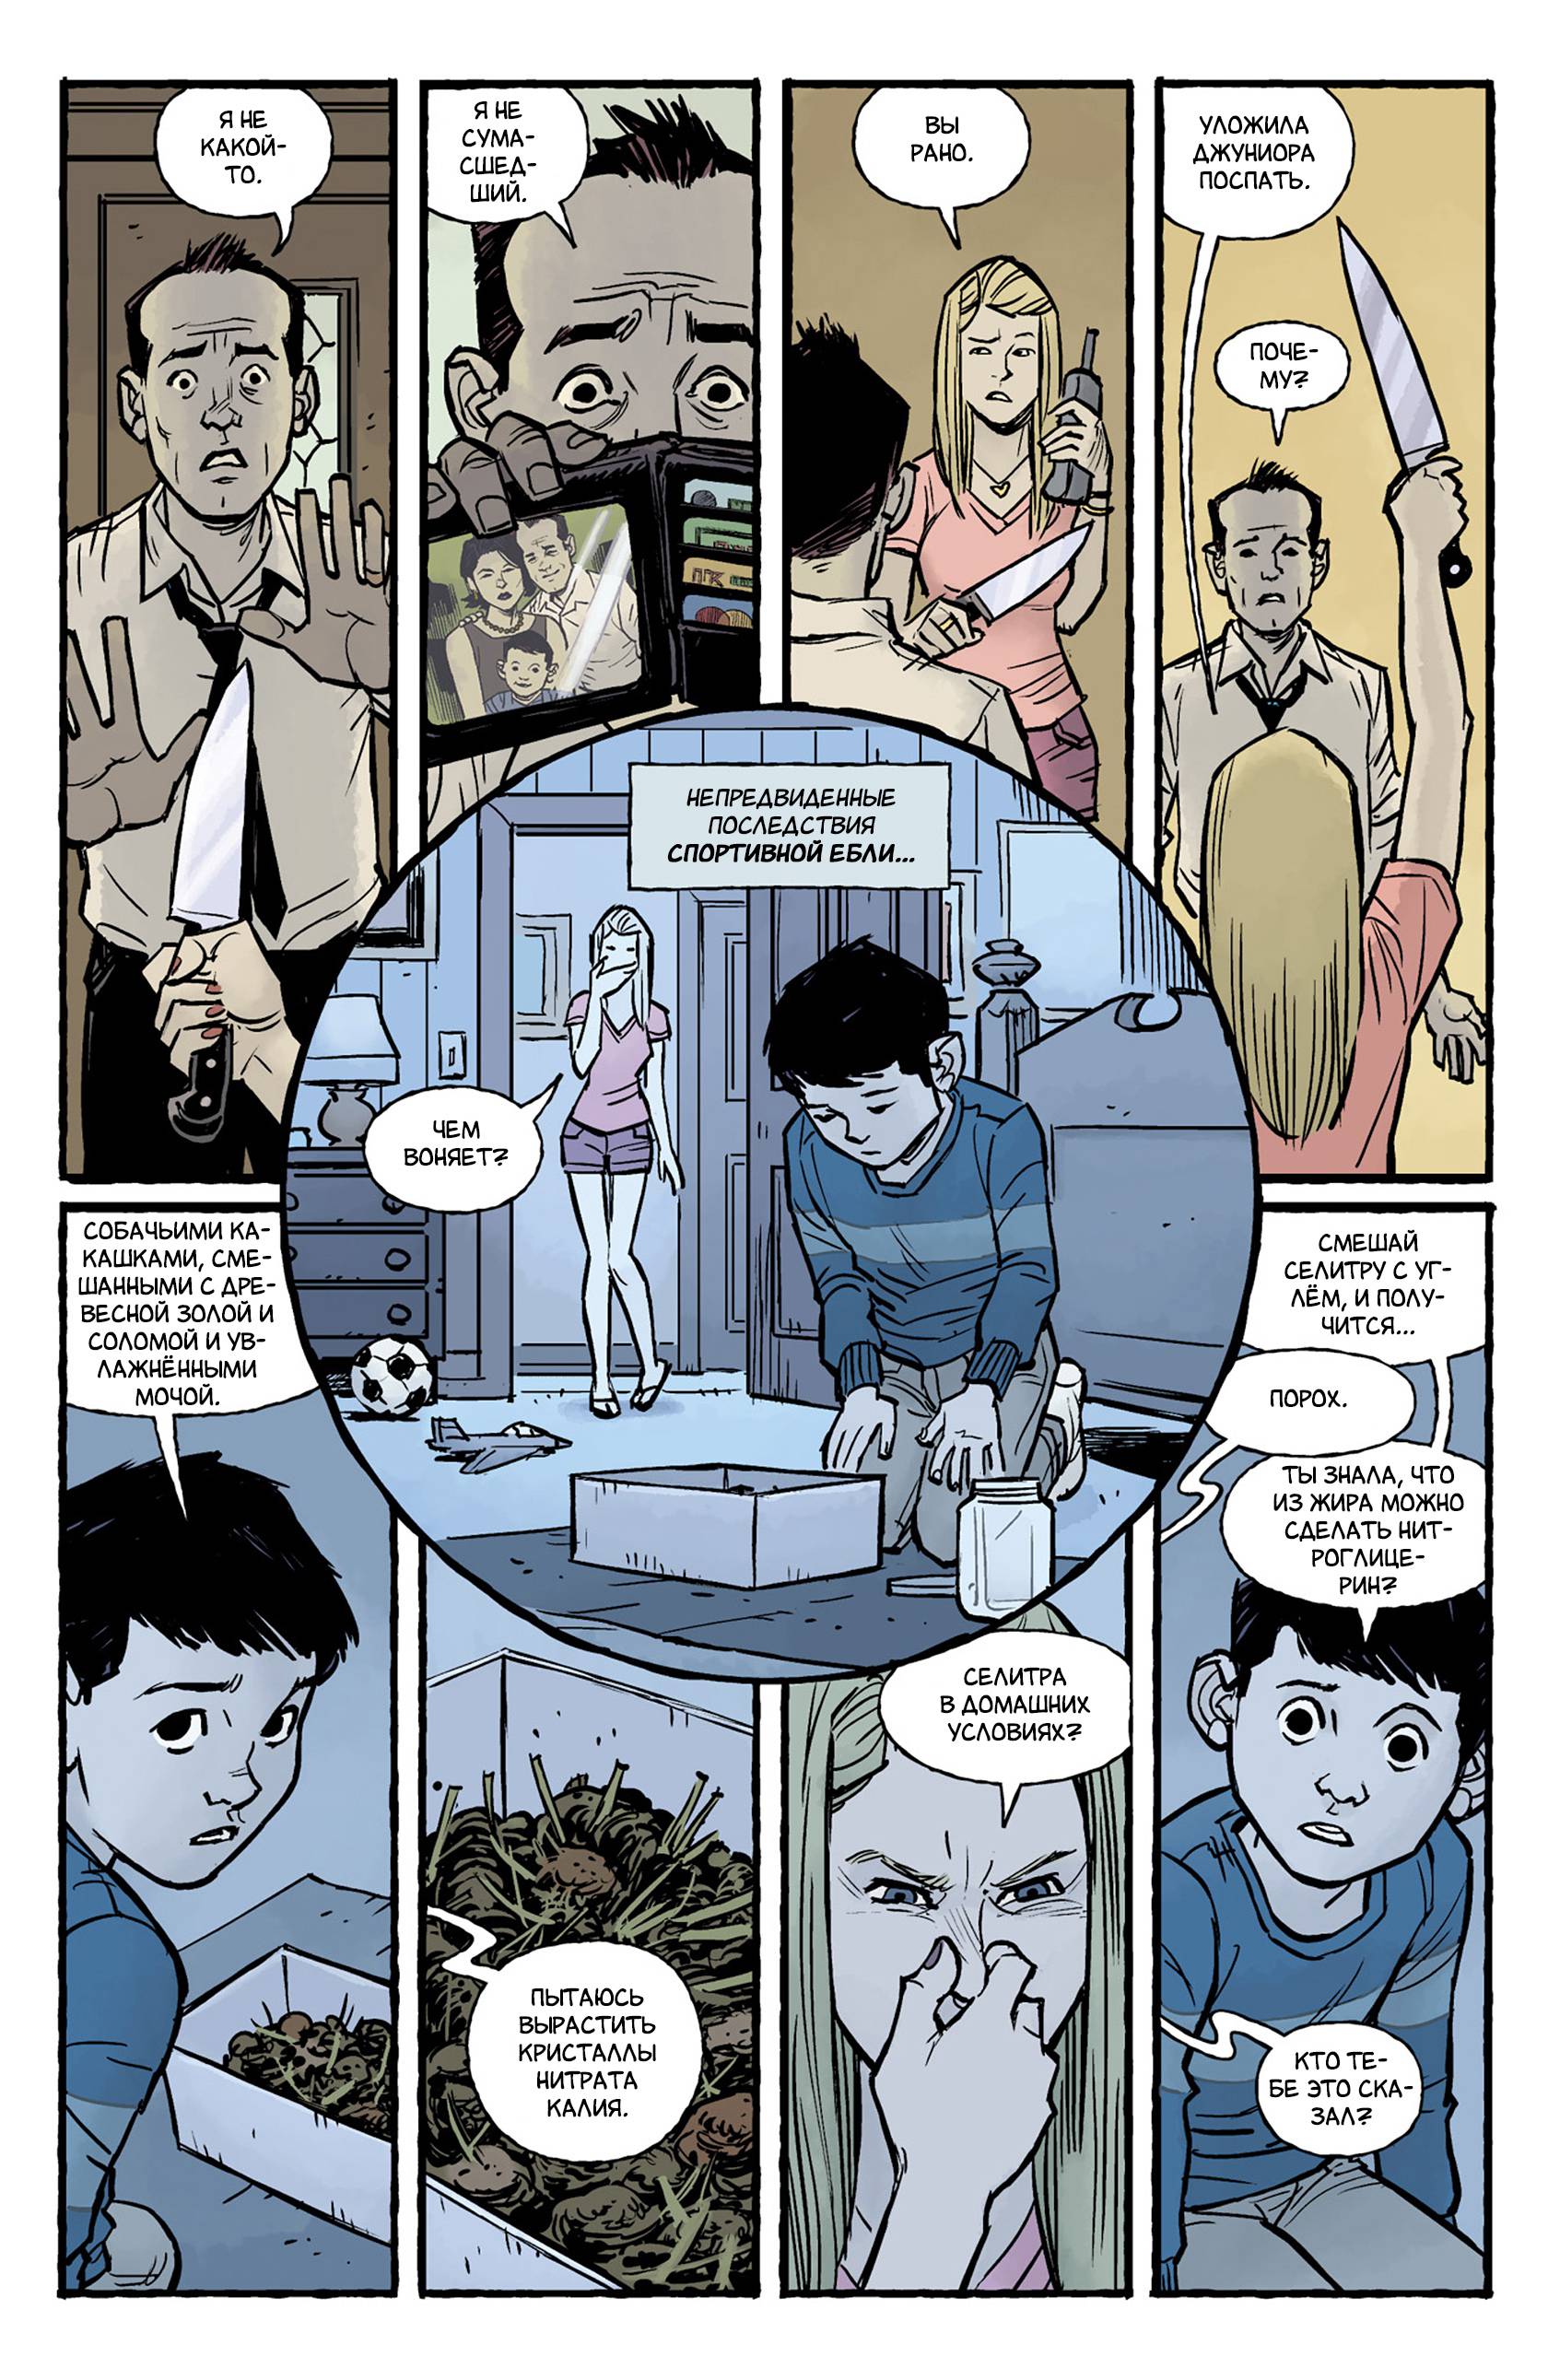 Я НЕ
КАКОЙ-
ТО.
Я НЕ
СУМА-
СШЕД-
ШИЙ.
ВЫ
РАНО.
УЛОЖИЛА
ДЖУНИОРА
ПОСПАТЬ.
ПОЧЕ-
МУ?
НЕПРЕДВИДЕННЫЕ
ПОСЛЕДСТВИЯ
СПОРТИВНОЙ ЕБЛИ...
ЧЕМ
ВОНЯЕТ?
СОБАЧЬИМИ КА-
КАШКАМИ, СМЕ-
ШАННЫМИ С ДРЕ-
ВЕСНОЙ ЗОЛОЙ И
СОЛОМОЙ И УВ-
ЛАЖНЁННЫМИ
МОЧОЙ.
ПЫТАЮСЬ
ВЫРАСТИТЬ
КРИСТАЛЛЫ
НИТРАТА
КАЛИЯ.
СЕЛИТРА
В ДОМАШНИХ
УСЛОВИЯХ?
СМЕШАЙ
СЕЛИТРУ С УГ-
ЛЁМ, И ПОЛУ-
ЧИТСЯ...
ПОРОХ.
ТЫ ЗНАЛА, ЧТО
ИЗ ЖИРА МОЖНО
СДЕЛАТЬ НИТ-
РОГЛИЦЕ-
РИН?
КТО ТЕ-
БЕ ЭТО СКА-
ЗАЛ?